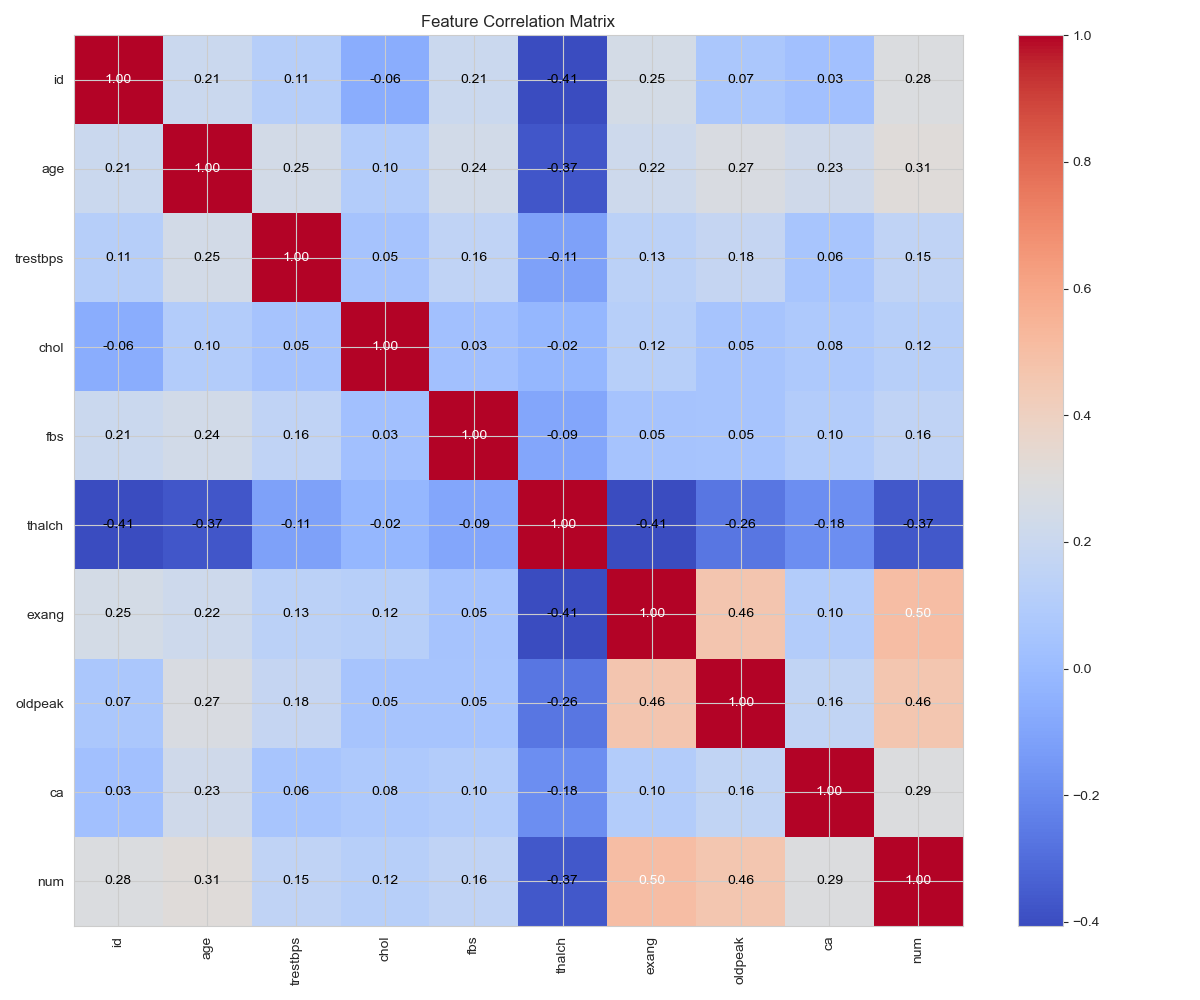 Feature Correlation Matrix
id 1.00 0.21 0.11 -0.06 0.21 -0.41 0.25 0.07 0.03 0.28
age 0.21 1.00 0.25 0.10 0.24 -0.37 0.22 0.27 0.23 0.31
trestbps 0.11 0.25 1.00 0.05 0.16 -0.11 0.13 0.18 0.06 0.15
chol -0.06 0.10 0.05 1.00 0.03 -0.02 0.12 0.05 0.08 0.12
fbs 0.21 0.24 0.16 0.03 1.00 -0.09 0.05 0.05 0.10 0.16
thalch -0.41 -0.37 -0.11 -0.02 -0.09 1.00 -0.41 -0.26 -0.18 -0.37
exang 0.25 0.22 0.13 0.12 0.05 -0.41 1.00 0.46 0.10 0.50
oldpeak 0.07 0.27 0.18 0.05 0.05 -0.26 0.46 1.00 0.16 0.46
ca 0.03 0.23 0.06 0.08 0.10 -0.18 0.10 0.16 1.00 0.29
num 0.28 0.31 0.15 0.12 0.16 -0.37 0.50 0.46 0.29 1.00
id age trestbps chol fbs thalch exang oldpeak ca num
1.0
0.8
0.6
0.4
0.2
0.0
−0.2
−0.4